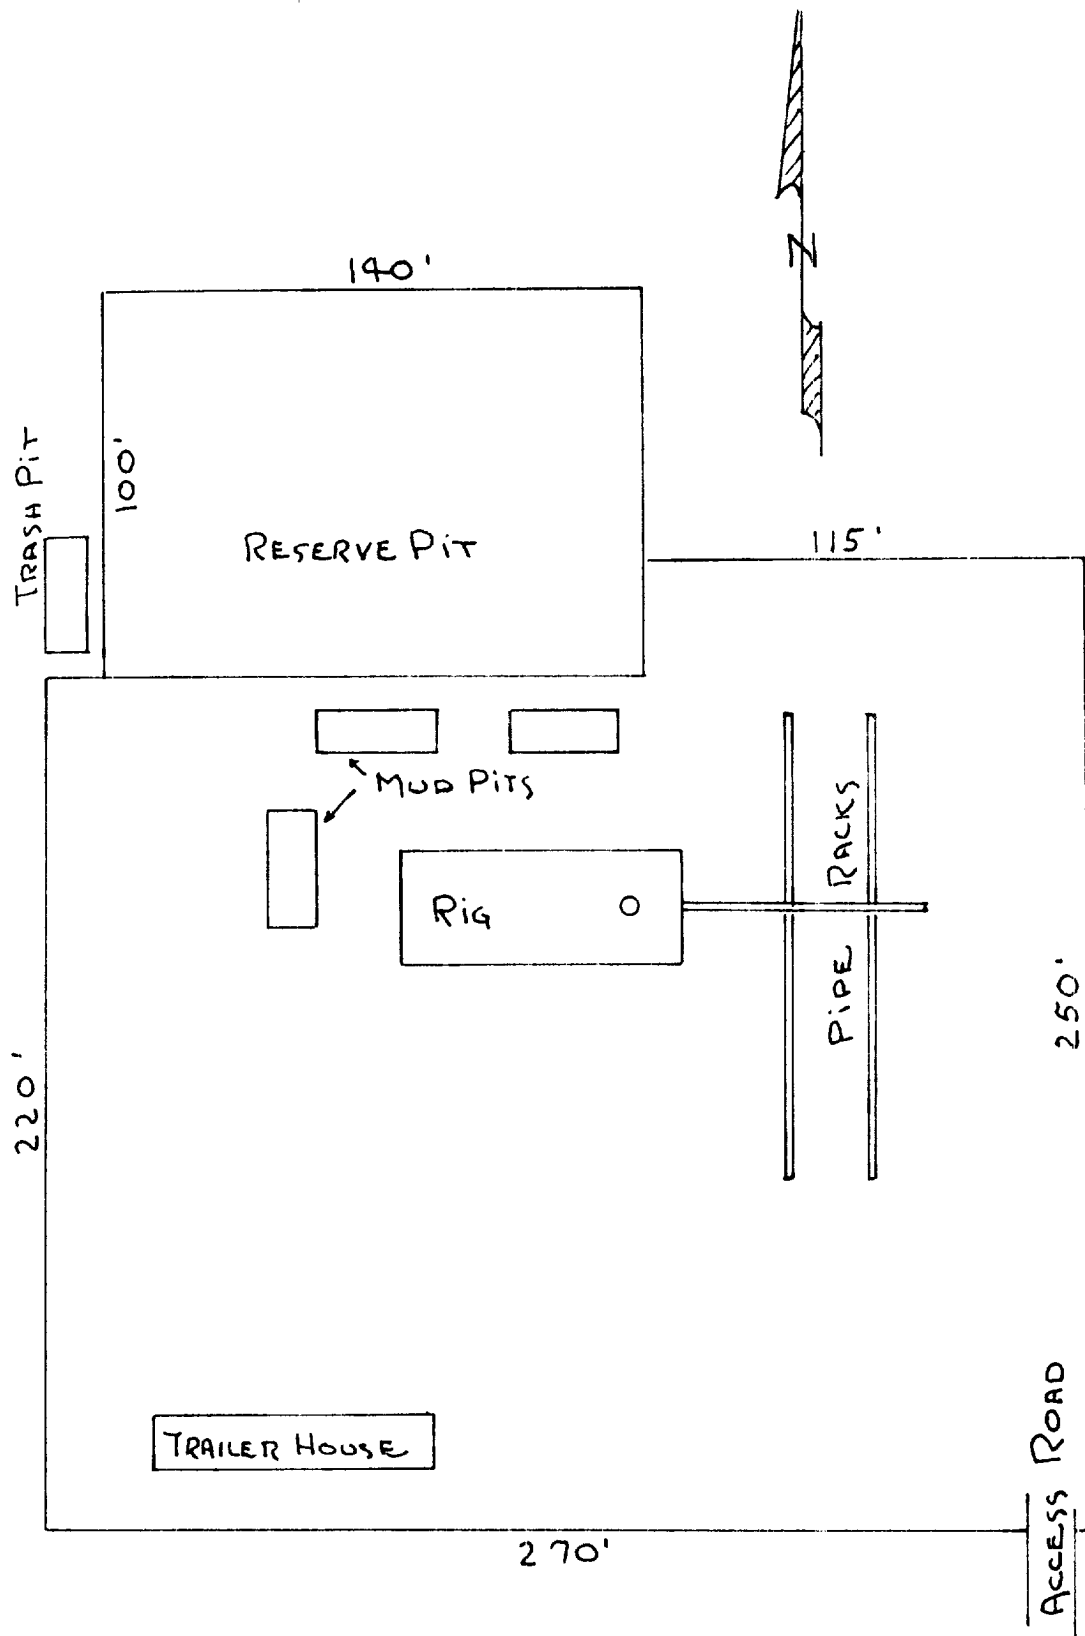 N
140'
TRASH PIT
100'
RESERVE PIT
115'
MUD PITS
RIG
PIPE RACKS
250'
220'
TRAILER HOUSE
270'
ACCESS ROAD